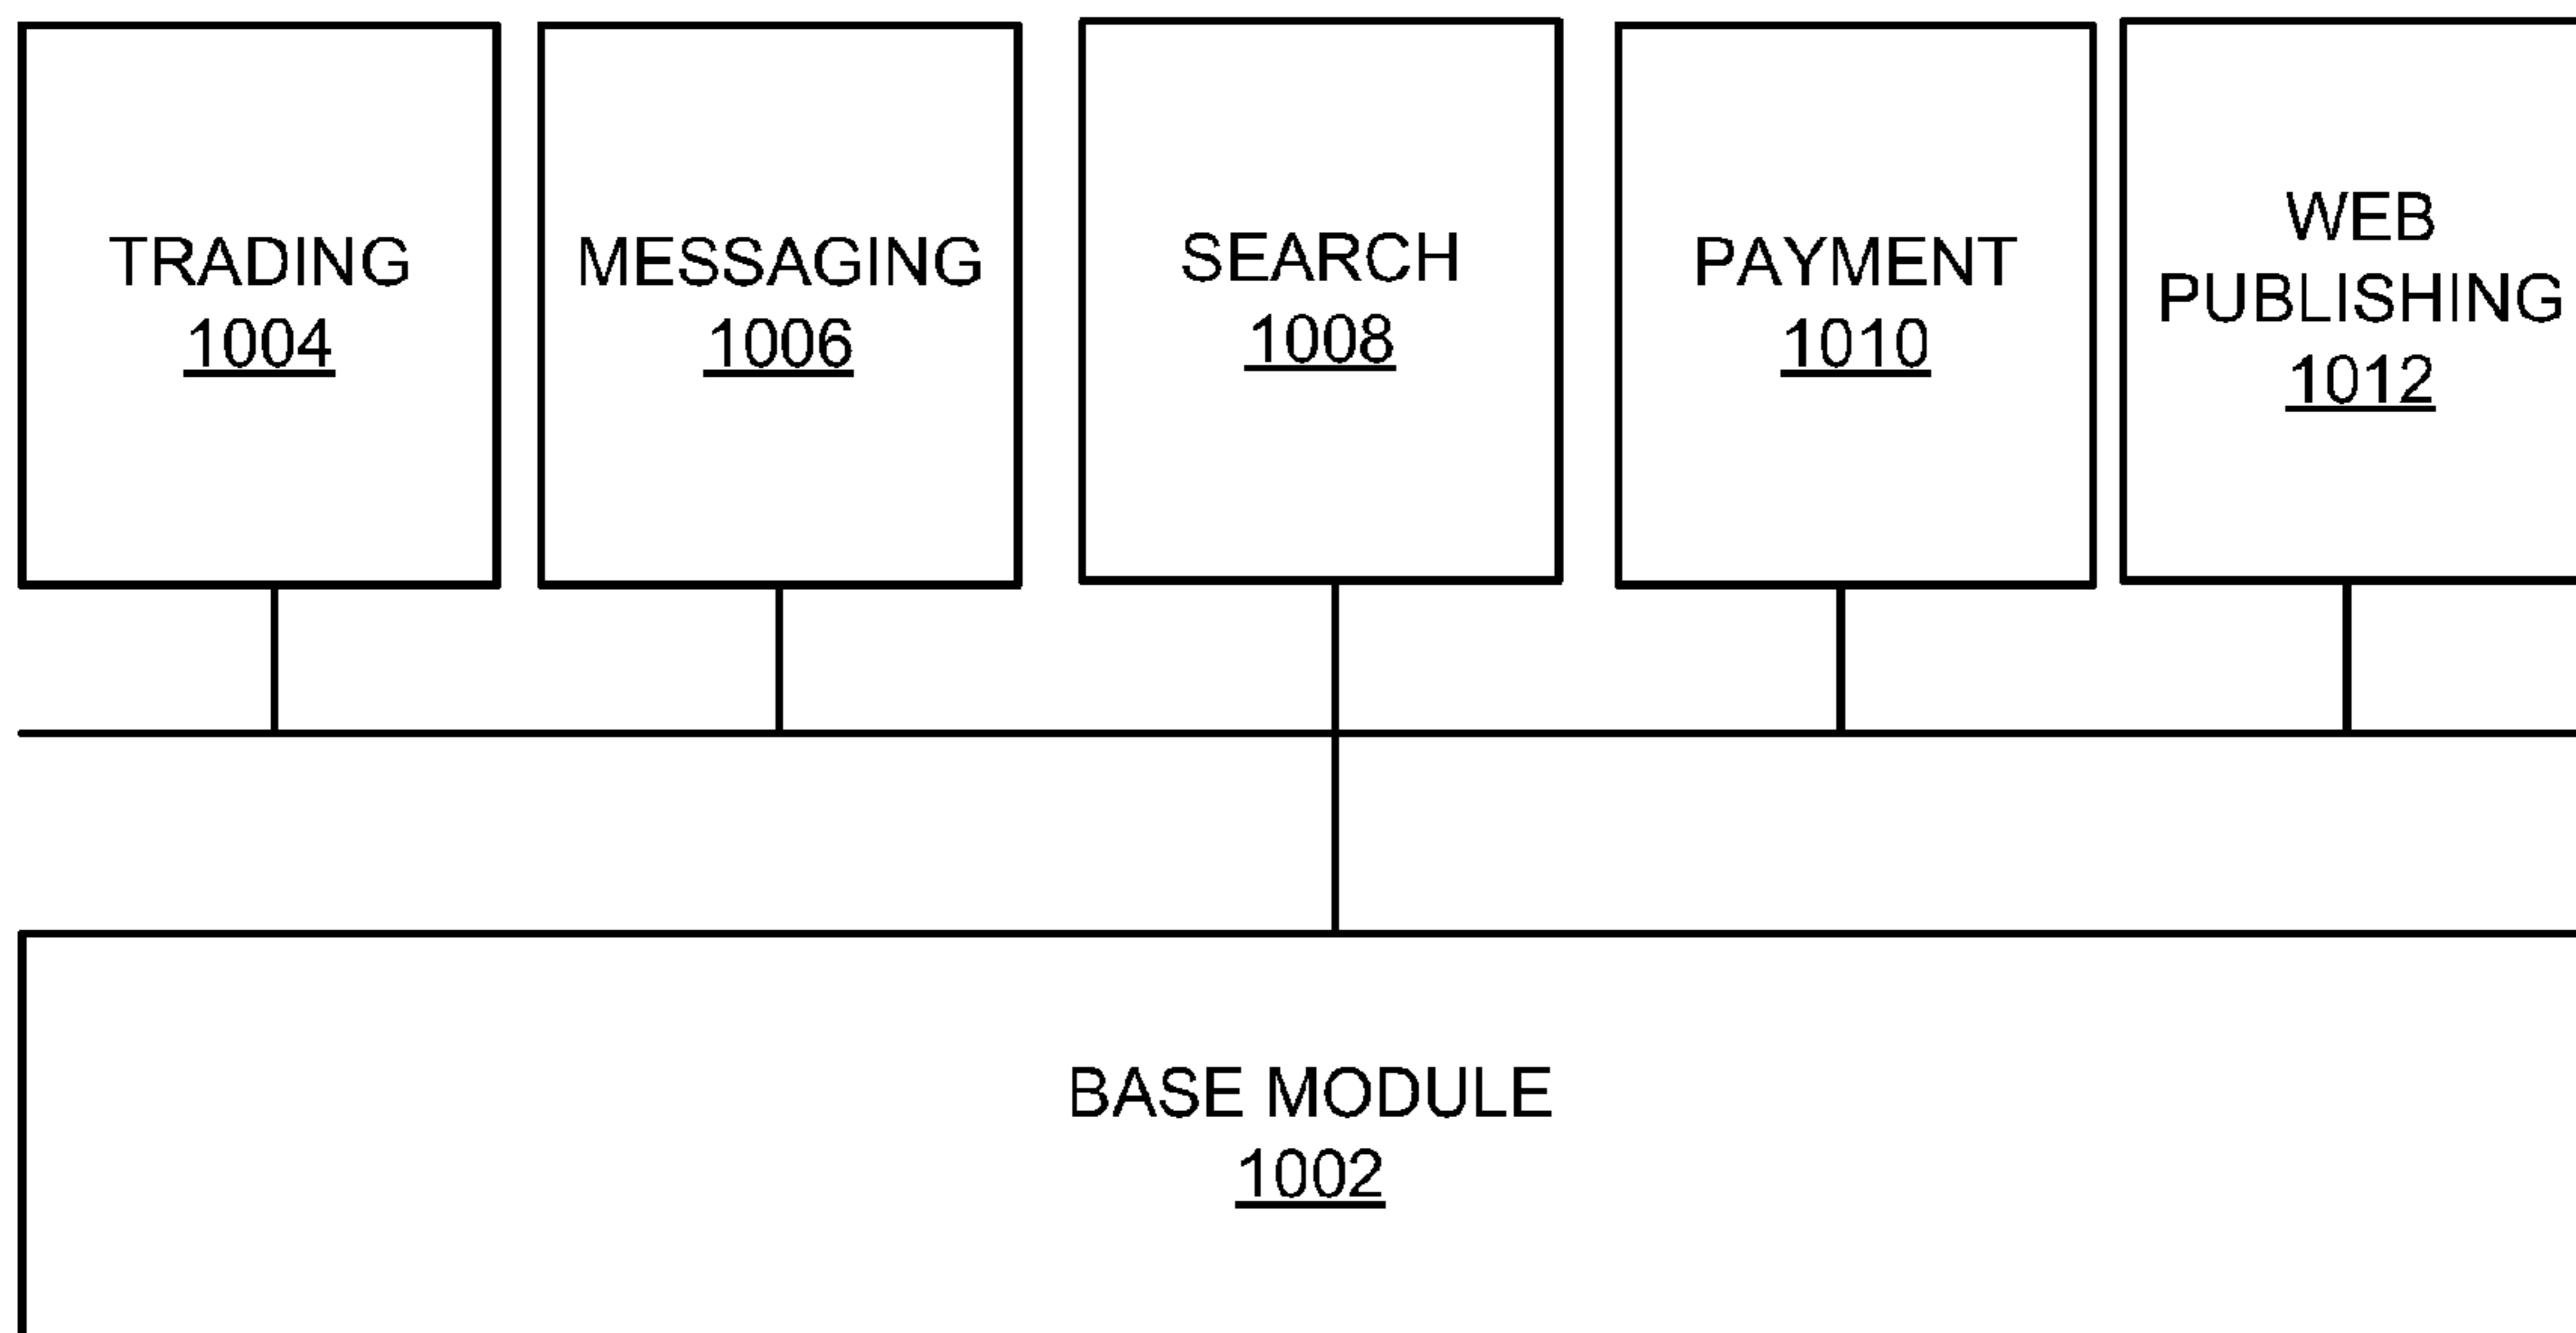 TRADING
1004
MESSAGING
1006
SEARCH
1008
PAYMENT
1010
WEB
PUBLISHING
1012
BASE MODULE
1002